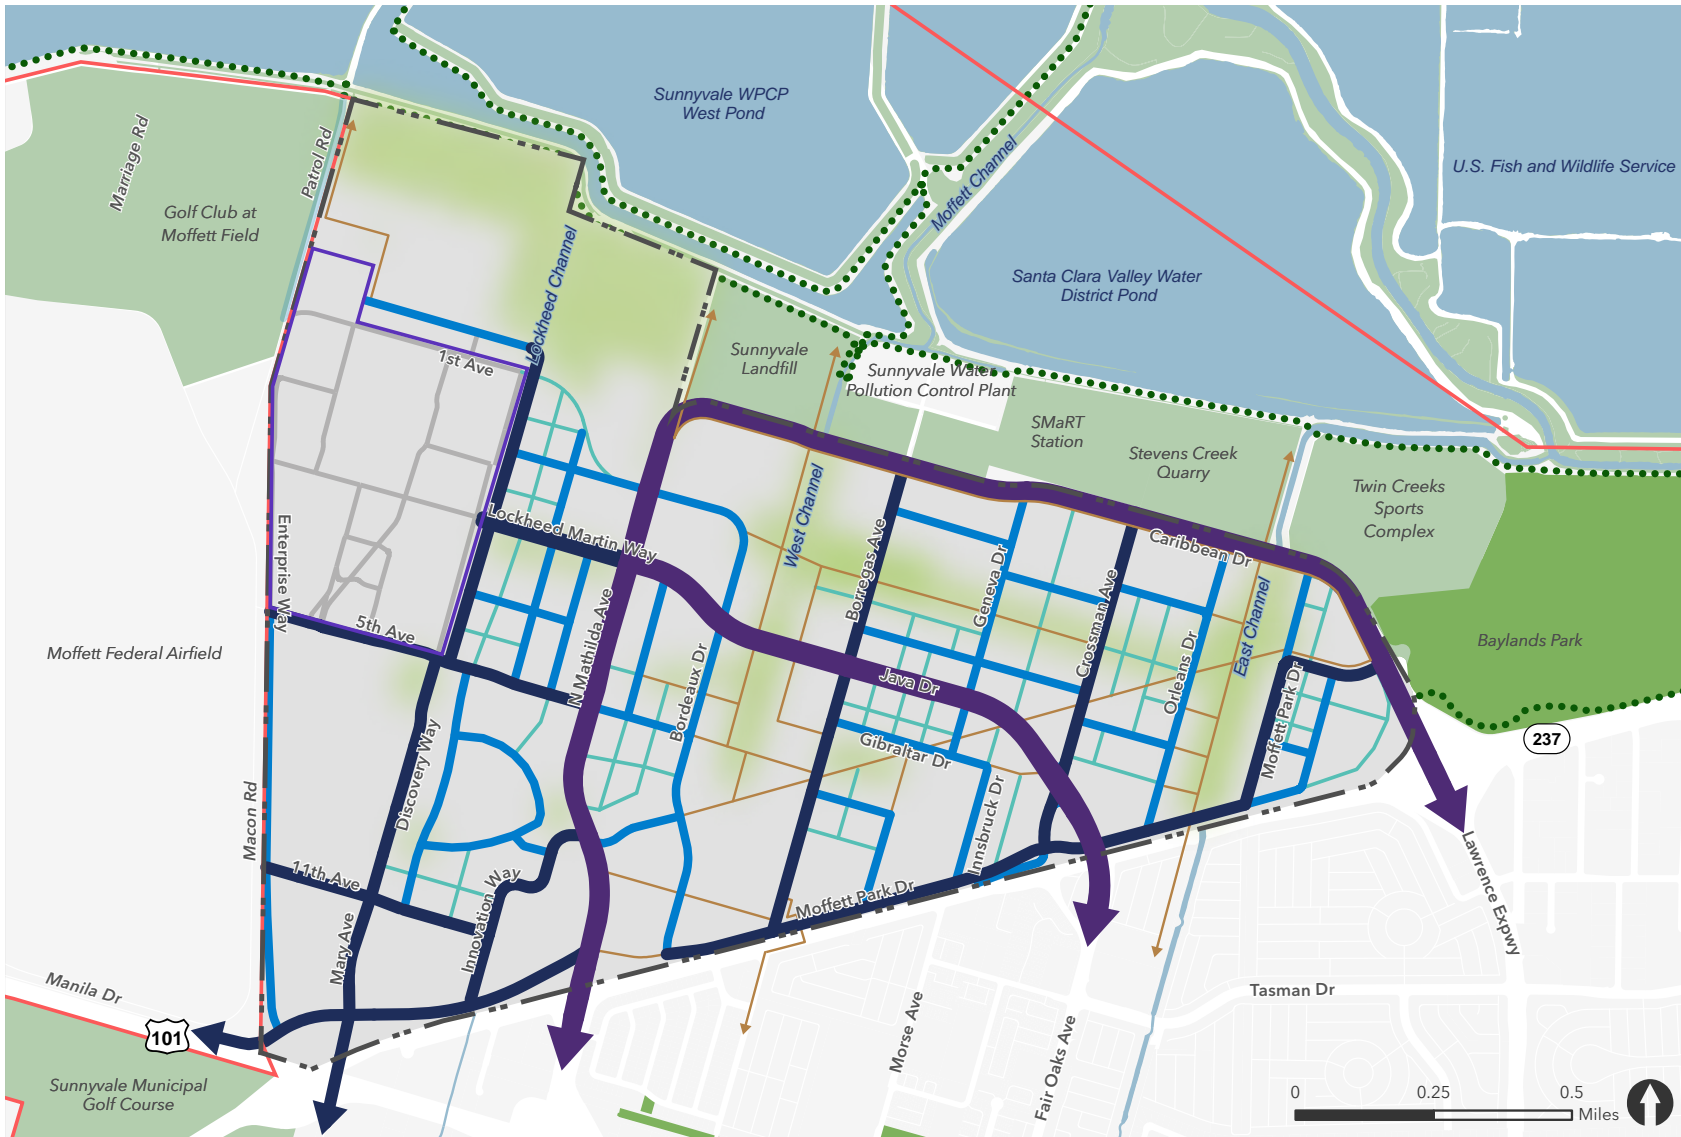 Sunnyvale WPCP
West Pond
Marriage Rd
Patrol Rd
Moffett Channel
U.S. Fish and Wildlife Service
Golf Club at
Moffett Field
Lockheed Channel
Santa Clara Valley Water
District Pond
1st Ave
Sunnyvale
Landfill
Sunnyvale Water
Pollution Control Plant
SMaRT
Station
Stevens Creek
Quarry
Twin Creeks
Sports
Complex
Enterprise Way
Lockheed Martin Way
West Channel
Borregas Ave
Geneva Dr
Caribbean Dr
Crossman Ave
East Channel
5th Ave
N Mathilda Ave
Moffett Federal Airfield
Bordeaux Dr
Java Dr
Orleans Dr
Moffett Park Dr
Baylands Park
Discovery Way
Gibraltar Dr
237
Macon Rd
Innsbruck Dr
11th Ave
Innovation Way
Moffett Park Dr
Lawrence Expwy
Mary Ave
Manila Dr
Tasman Dr
101
Morse Ave
Fair Oaks Ave
Sunnyvale Municipal
Golf Course
0 0.25 0.5
Miles